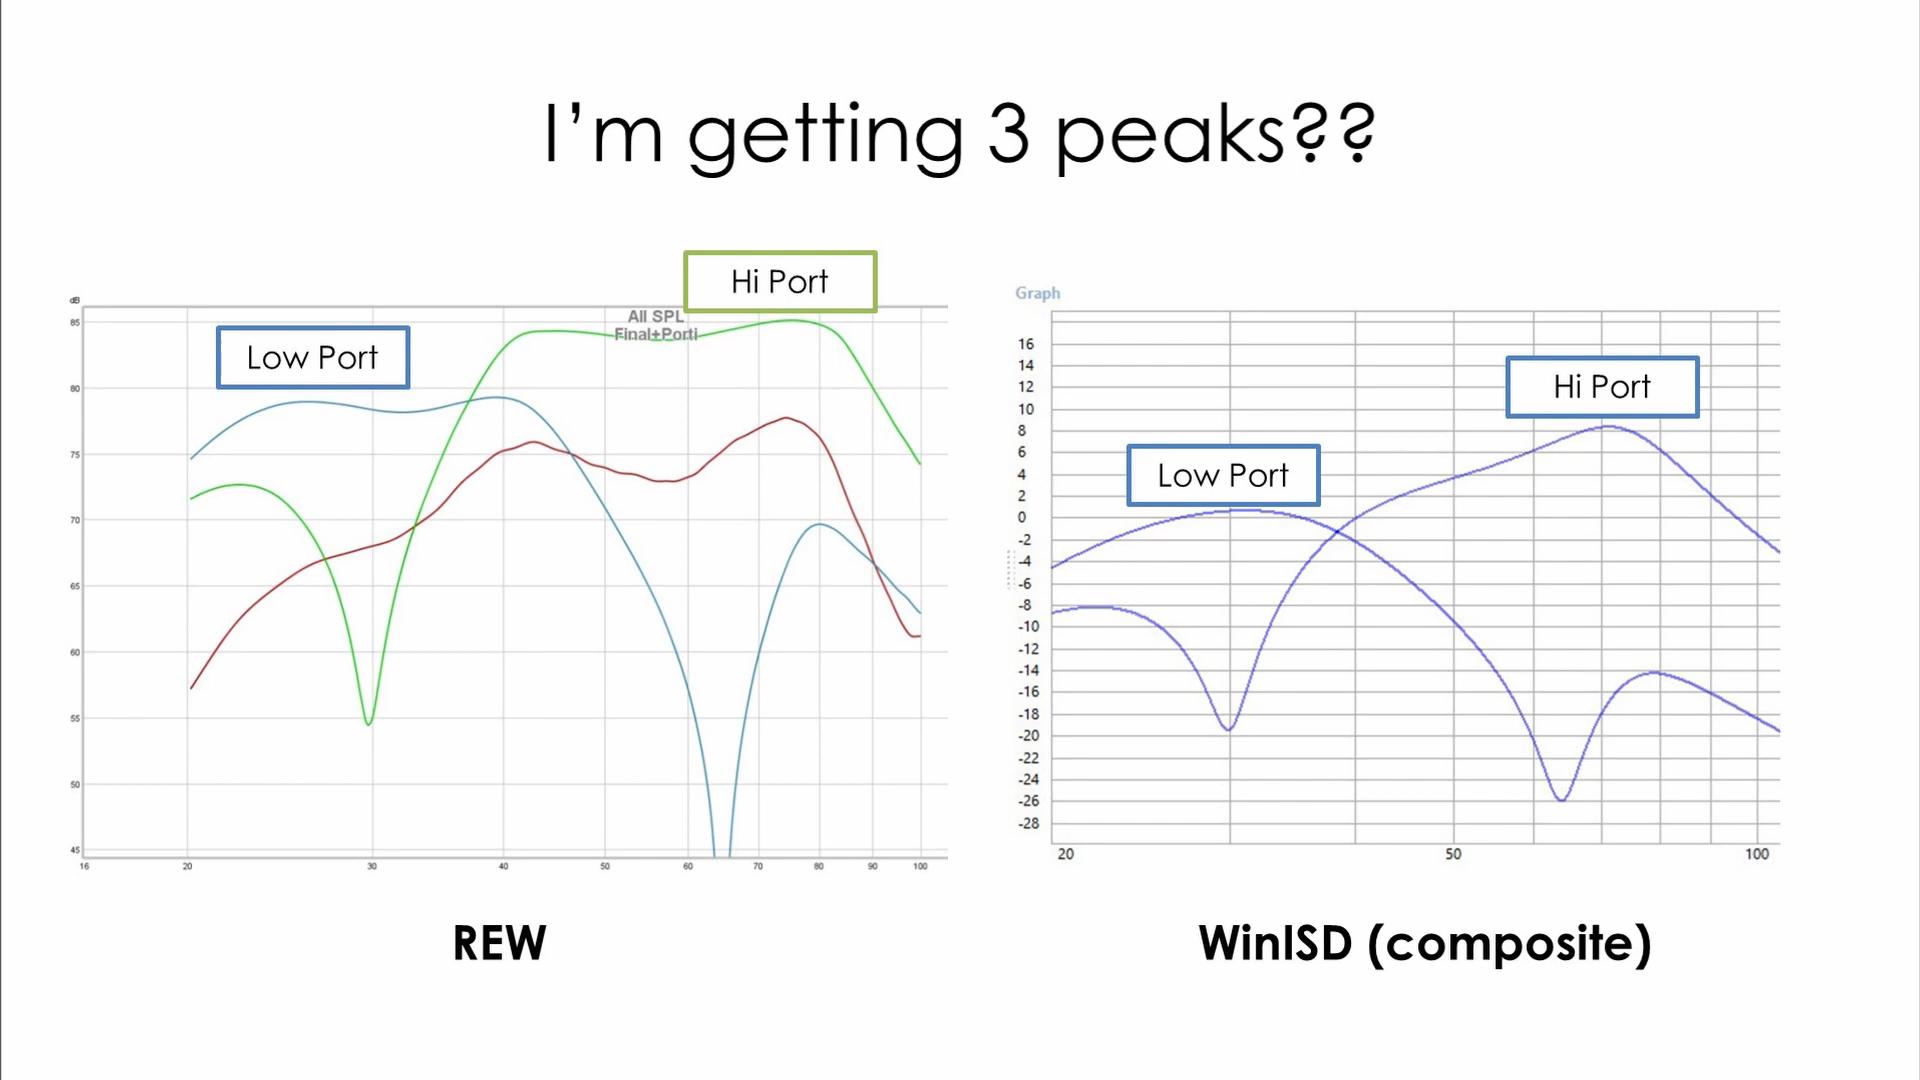 I'm getting 3 peaks??
Hi Port
Low Port
dB
All SPL
Final+Porti
85
80
75
70
65
60
55
50
45
16 20 30 40 50 60 70 80 90 100
REW
Graph
Hi Port
Low Port
16
14
12
10
8
6
4
2
0
-2
-4
-6
-8
-10
-12
-14
-16
-18
-20
-22
-24
-26
-28
20 50 100
WinISD (composite)